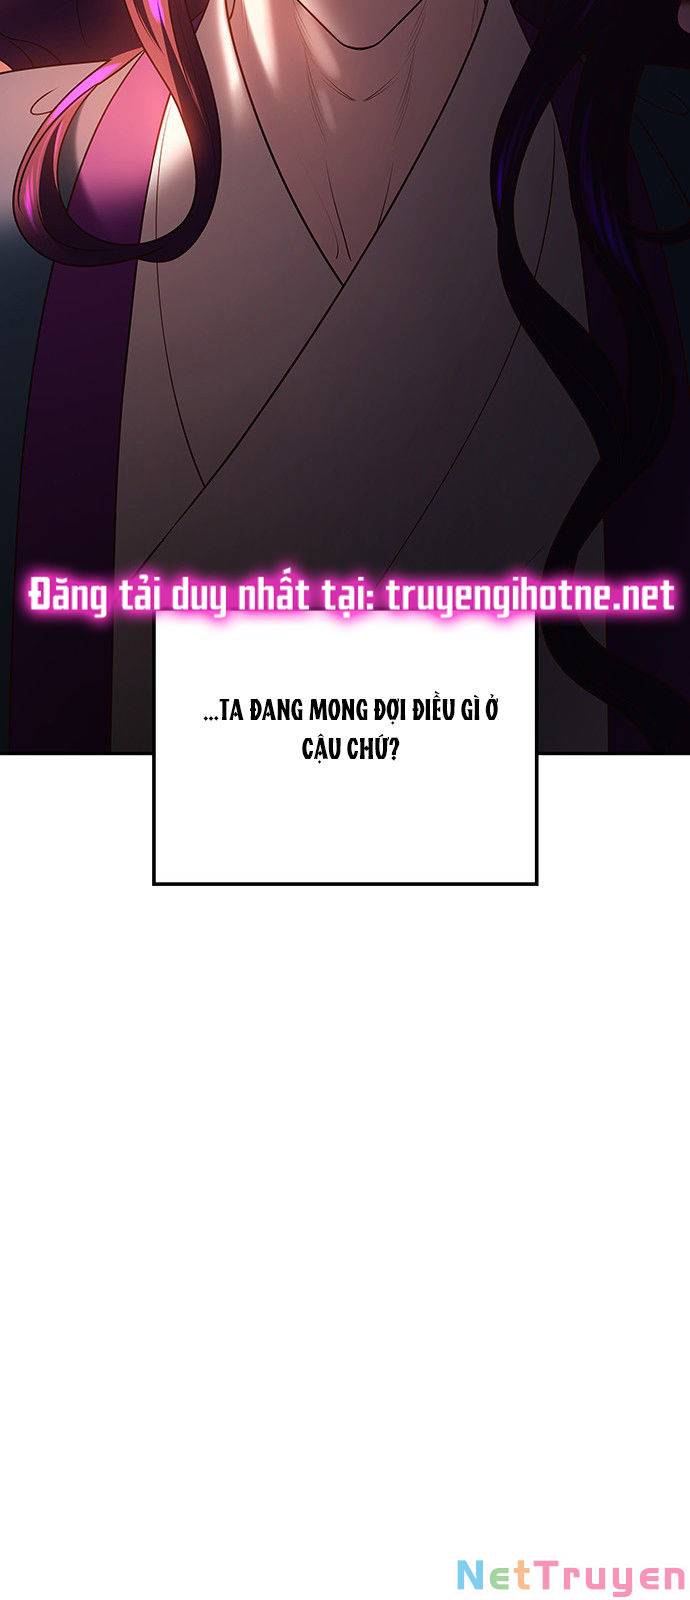 Đăng tải duy nhất tại: truyengihotne.net
...TA ĐANG MONG ĐỢI ĐIỀU GÌ Ở
CẬU CHỨ?
NetTruyen